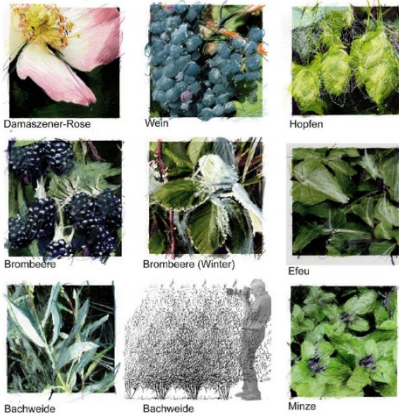 Damaszener-Rose
Wein
Hopfen
Brombeere
Brombeere (Winter)
Efeu
Bachweide
Bachweide
Minze